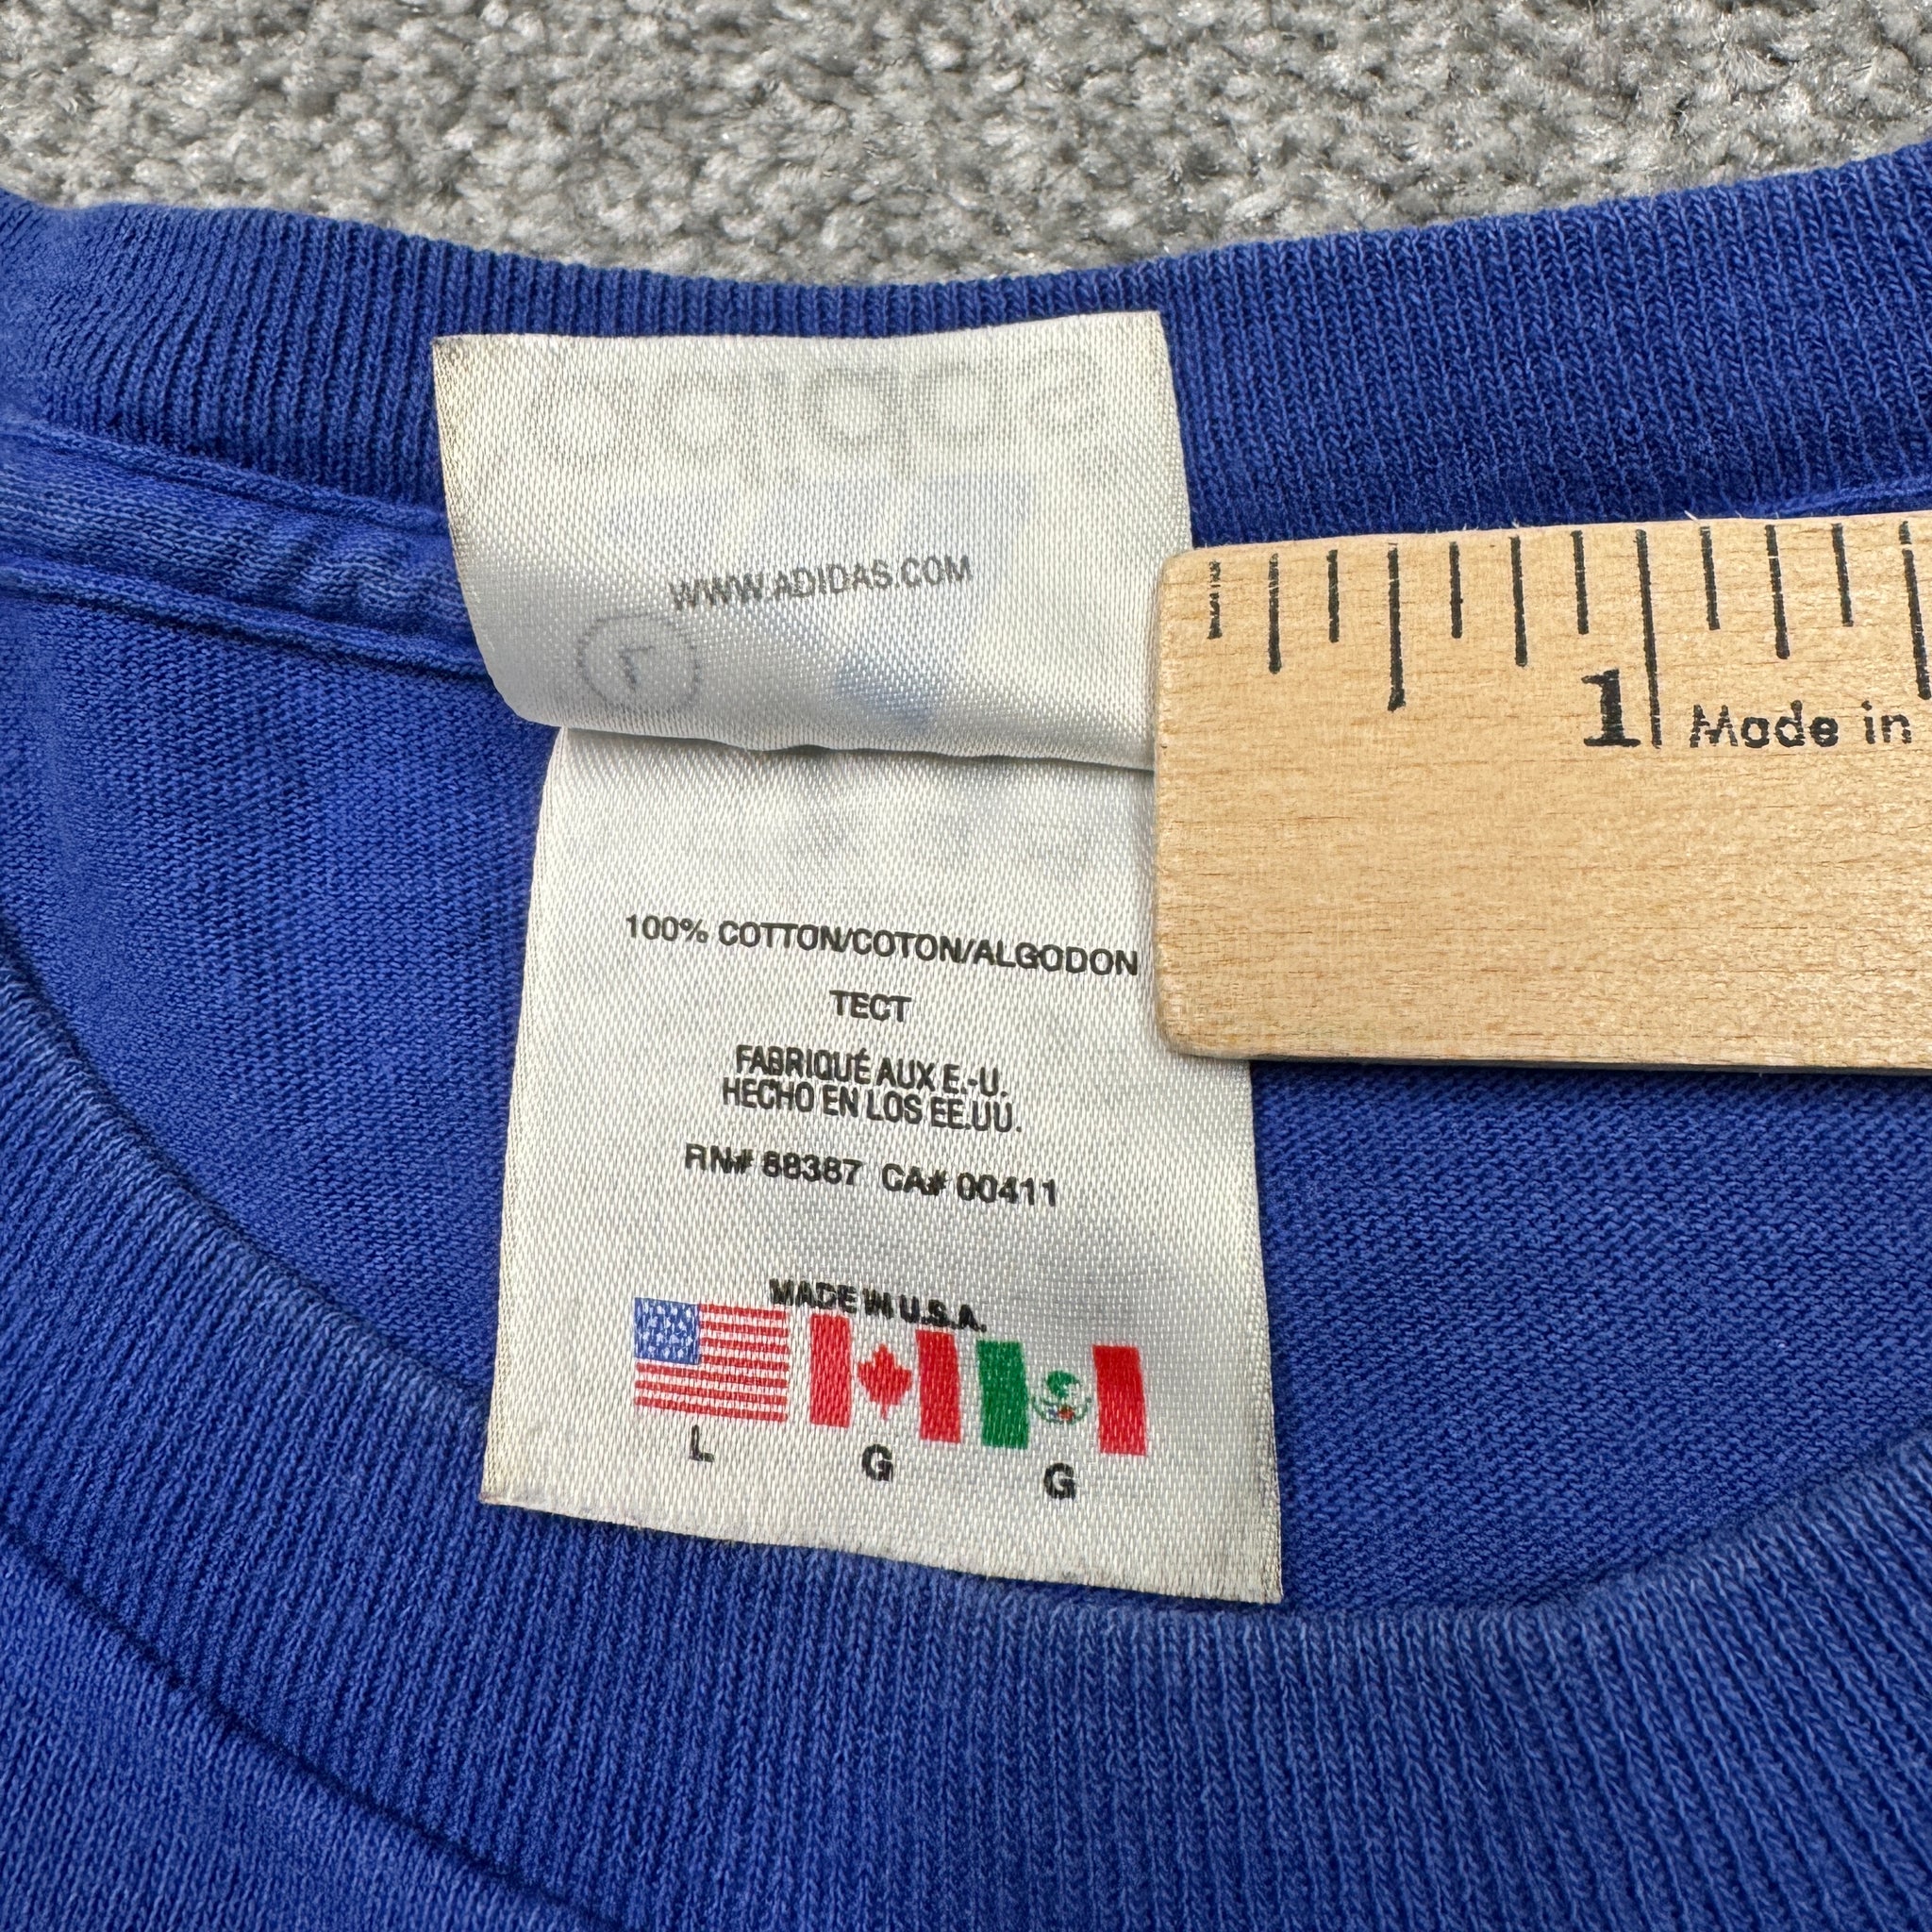 adidas
WWW.ADIDAS.COM
L
100% COTTON/COTON/ALGODON
TECT
FABRIQUÉ AUX E.-U.
HECHO EN LOS EE.UU.
RN# 88387 CA# 00411
MADE IN U.S.A.
L G G
1 Made in